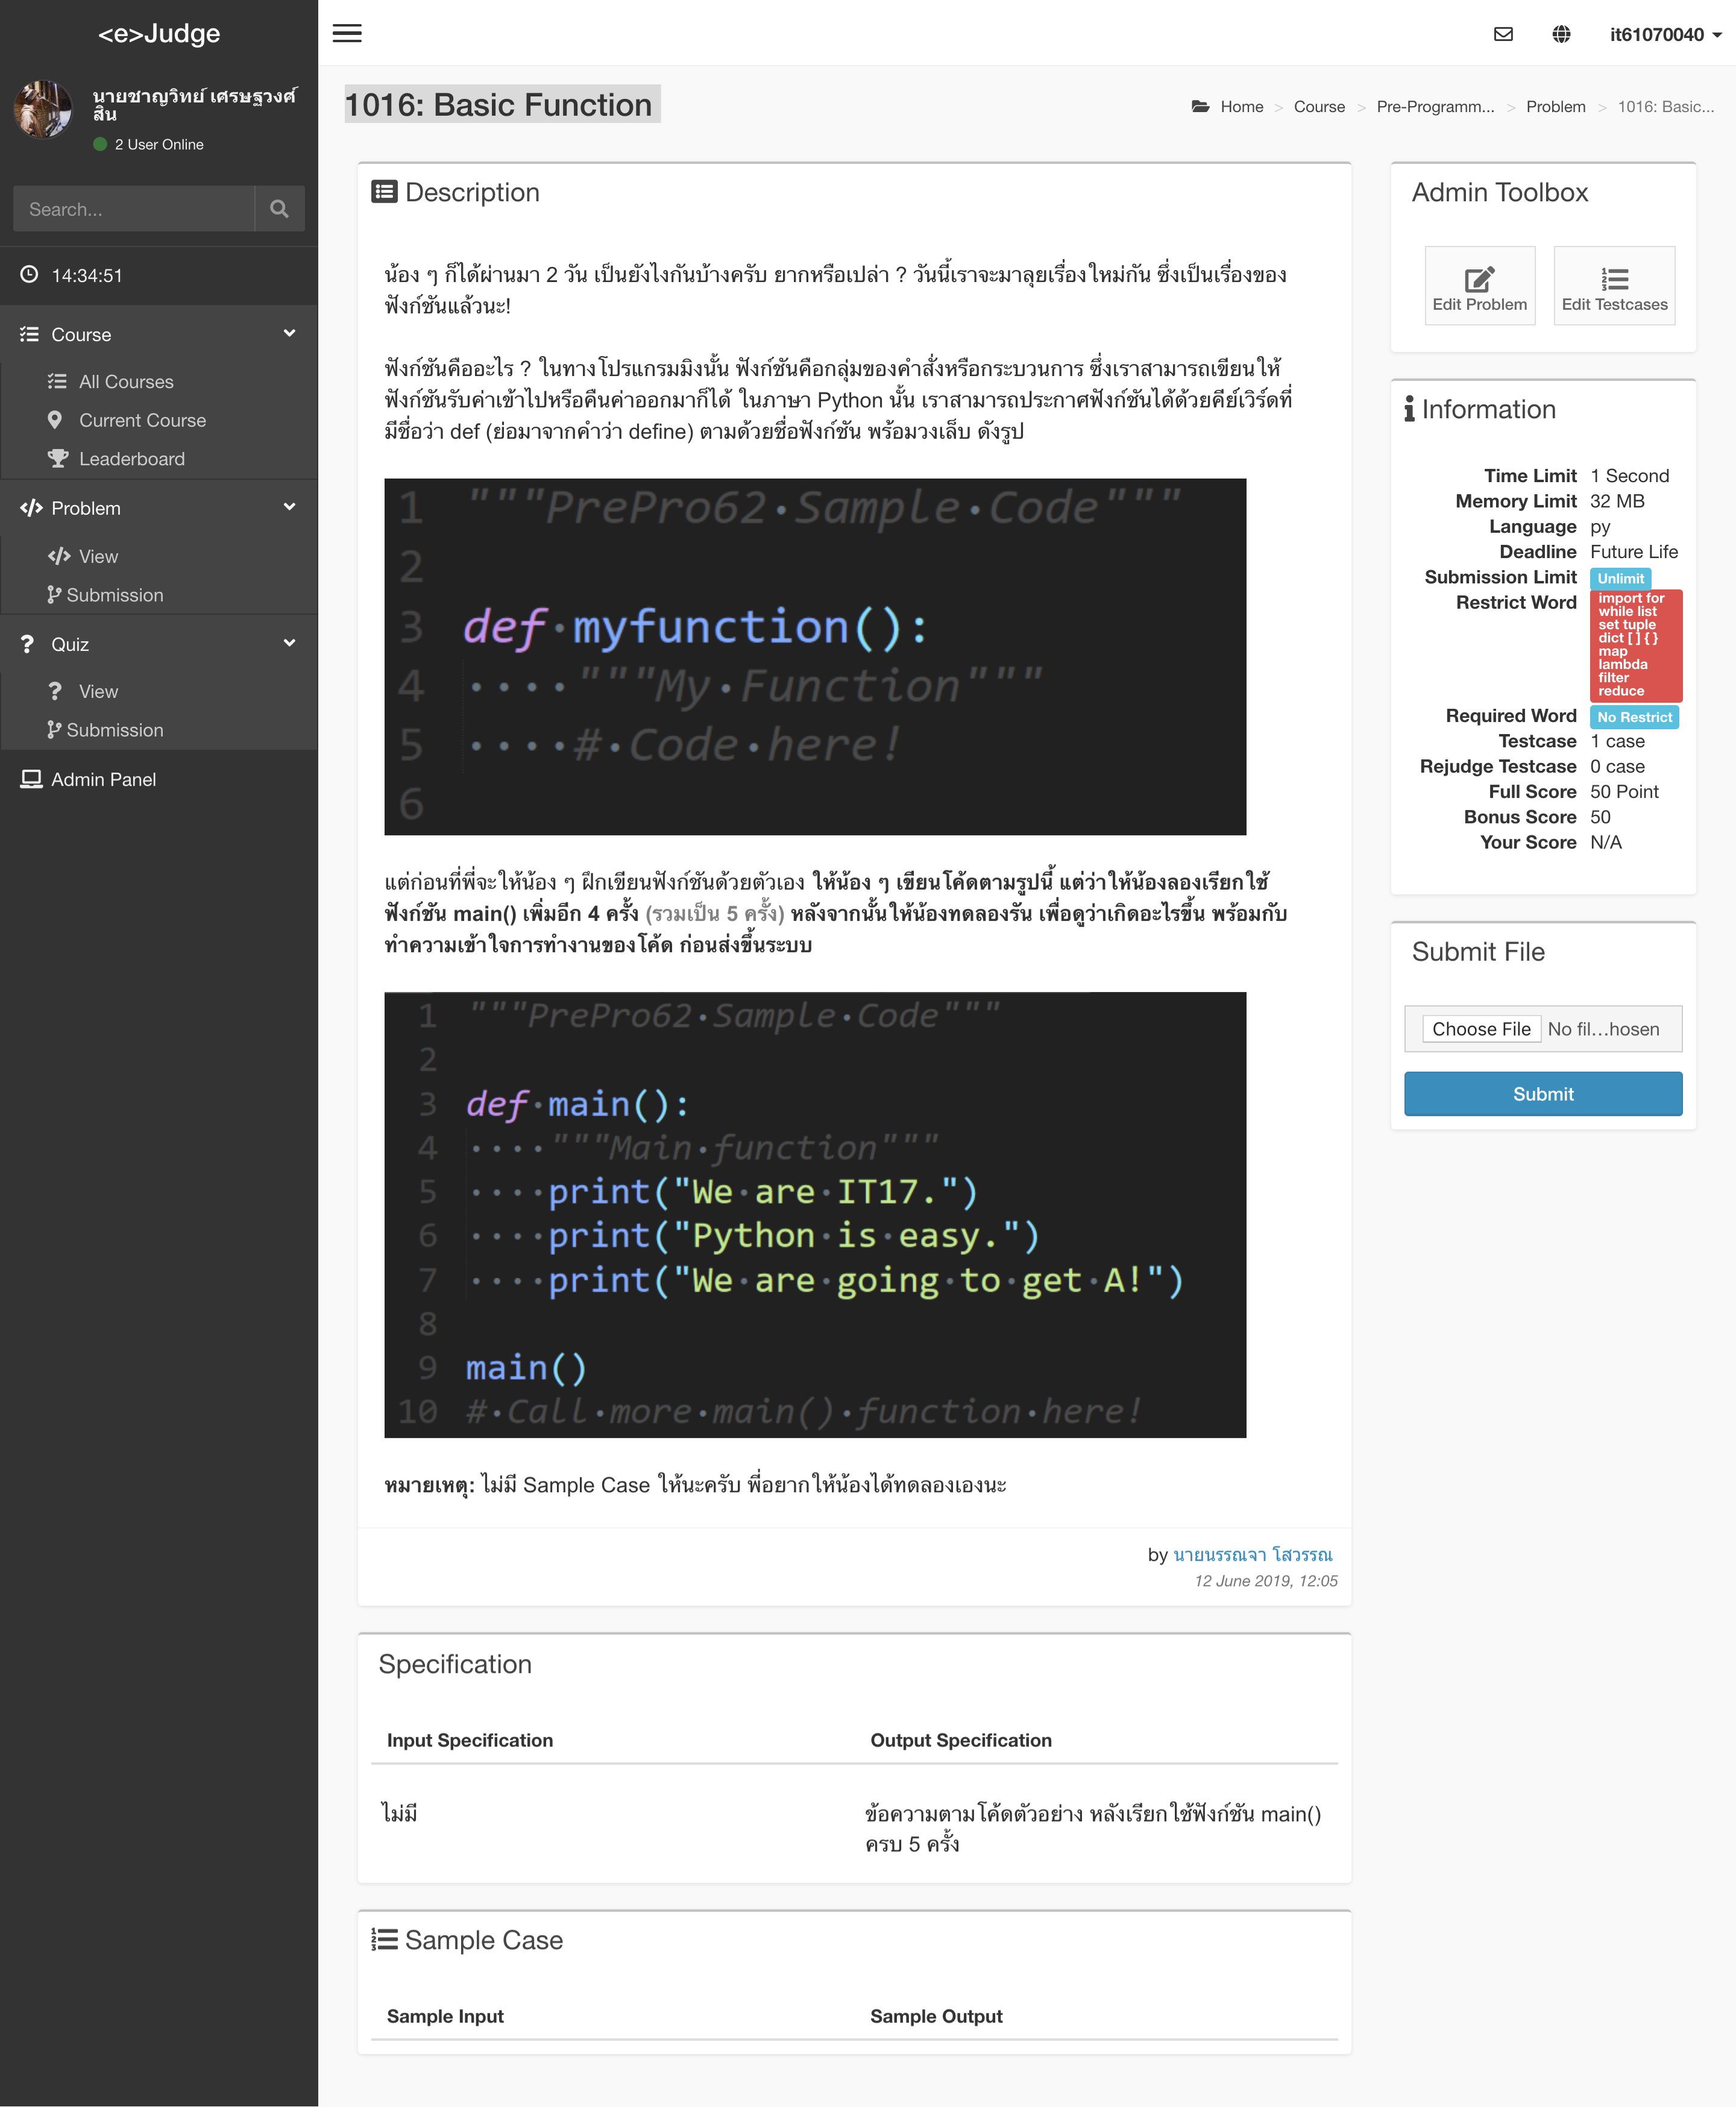 <e>Judge
it61070040
นายชาญวิทย์ เศรษฐวงศ์
สิน
2 User Online
Search...
14:34:51
Course
All Courses
Current Course
Leaderboard
Problem
View
Submission
Quiz
View
Submission
Admin Panel
1016: Basic Function
Home > Course > Pre-Programm... > Problem > 1016: Basic...
Description
น้อง ๆ ก็ได้ผ่านมา 2 วัน เป็นยังไงกันบ้างครับ ยากหรือเปล่า ? วันนี้เราจะมาลุยเรื่องใหม่กัน ซึ่งเป็นเรื่องของ
ฟังก์ชันแล้วนะ!
ฟังก์ชันคืออะไร ? ในทางโปรแกรมมิงนั้น ฟังก์ชันคือกลุ่มของคำสั่งหรือกระบวนการ ซึ่งเราสามารถเขียนให้
ฟังก์ชันรับค่าเข้าไปหรือคืนค่าออกมาก็ได้ ในภาษา Python นั้น เราสามารถประกาศฟังก์ชันได้ด้วยคีย์เวิร์ดที่
มีชื่อว่า def (ย่อมาจากคำว่า define) ตามด้วยชื่อฟังก์ชัน พร้อมวงเล็บ ดังรูป
1 """PrePro62·Sample·Code"""
2
3 def·myfunction():
4 ····"""My·Function"""
5 ····#·Code·here!
6
แต่ก่อนที่พี่จะให้น้อง ๆ ฝึกเขียนฟังก์ชันด้วยตัวเอง ให้น้อง ๆ เขียนโค้ดตามรูปนี้ แต่ว่าให้น้องลองเรียกใช้
ฟังก์ชัน main() เพิ่มอีก 4 ครั้ง (รวมเป็น 5 ครั้ง) หลังจากนั้นให้น้องทดลองรัน เพื่อดูว่าเกิดอะไรขึ้น พร้อมกับ
ทำความเข้าใจการทำงานของโค้ด ก่อนส่งขึ้นระบบ
1 """PrePro62·Sample·Code"""
2
3 def·main():
4 ····"""Main·function"""
5 ····print("We·are·IT17.")
6 ····print("Python·is·easy.")
7 ····print("We·are·going·to·get·A!")
8
9 main()
10 #·Call·more·main()·function·here!
หมายเหตุ: ไม่มี Sample Case ให้นะครับ พี่อยากให้น้องได้ทดลองเองนะ
by นายนรรณจา โสวรรณ
12 June 2019, 12:05
Specification
Input Specification Output Specification
ไม่มี ข้อความตามโค้ดตัวอย่าง หลังเรียกใช้ฟังก์ชัน main()
ครบ 5 ครั้ง
Sample Case
Sample Input Sample Output
Admin Toolbox
Edit Problem Edit Testcases
Information
Time Limit 1 Second
Memory Limit 32 MB
Language py
Deadline Future Life
Submission Limit Unlimit
Restrict Word import for
while list
set tuple
dict [ ] { }
map
lambda
filter
reduce
Required Word No Restrict
Testcase 1 case
Rejudge Testcase 0 case
Full Score 50 Point
Bonus Score 50
Your Score N/A
Submit File
Choose File No fil...hosen
Submit